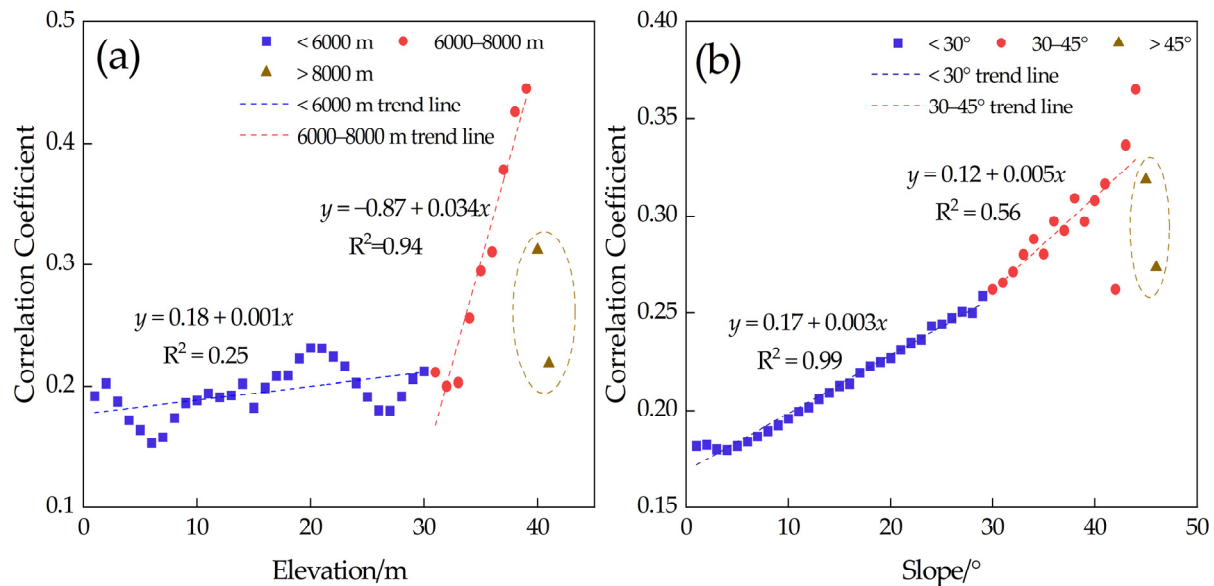 (a)
< 6000 m 6000–8000 m
> 8000 m
< 6000 m trend line
6000–8000 m trend line
y = −0.87 + 0.034x
R²=0.94
y = 0.18 + 0.001x
R² = 0.25
0.5
0.4
0.3
0.2
0.1
0 10 20 30 40
Correlation Coefficient
Elevation/m
(b)
< 30° 30–45° > 45°
< 30° trend line
30–45° trend line
y = 0.12 + 0.005x
R² = 0.56
y = 0.17 + 0.003x
R² = 0.99
0.40
0.35
0.30
0.25
0.20
0.15
0 10 20 30 40 50
Correlation Coefficient
Slope/°